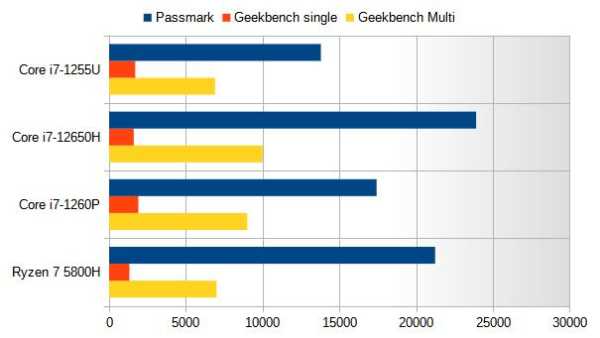 Passmark Geekbench single Geekbench Multi
Core i7-1255U
Core i7-12650H
Core i7-1260P
Ryzen 7 5800H
0 5000 10000 15000 20000 25000 30000